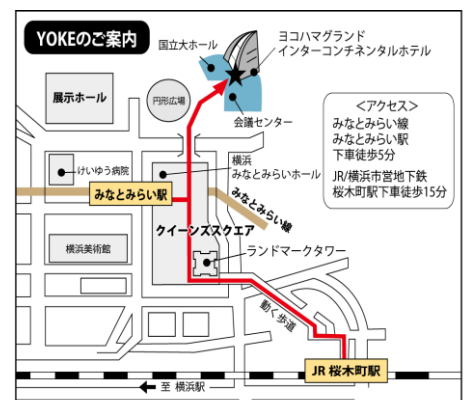 YOKEのご案内
国立大ホール
ヨコハマグランド
インターコンチネンタルホテル
展示ホール
円形広場
会議センター
<アクセス>
みなとみらい線
みなとみらい駅
下車徒歩5分
JR/横浜市営地下鉄
桜木町駅下車徒歩15分
けいゆう病院
横浜
みなとみらいホール
みなとみらい駅
みなとみらい線
クイーンズスクエア
横浜美術館
ランドマークタワー
動く歩道
JR 桜木町駅
至 横浜駅